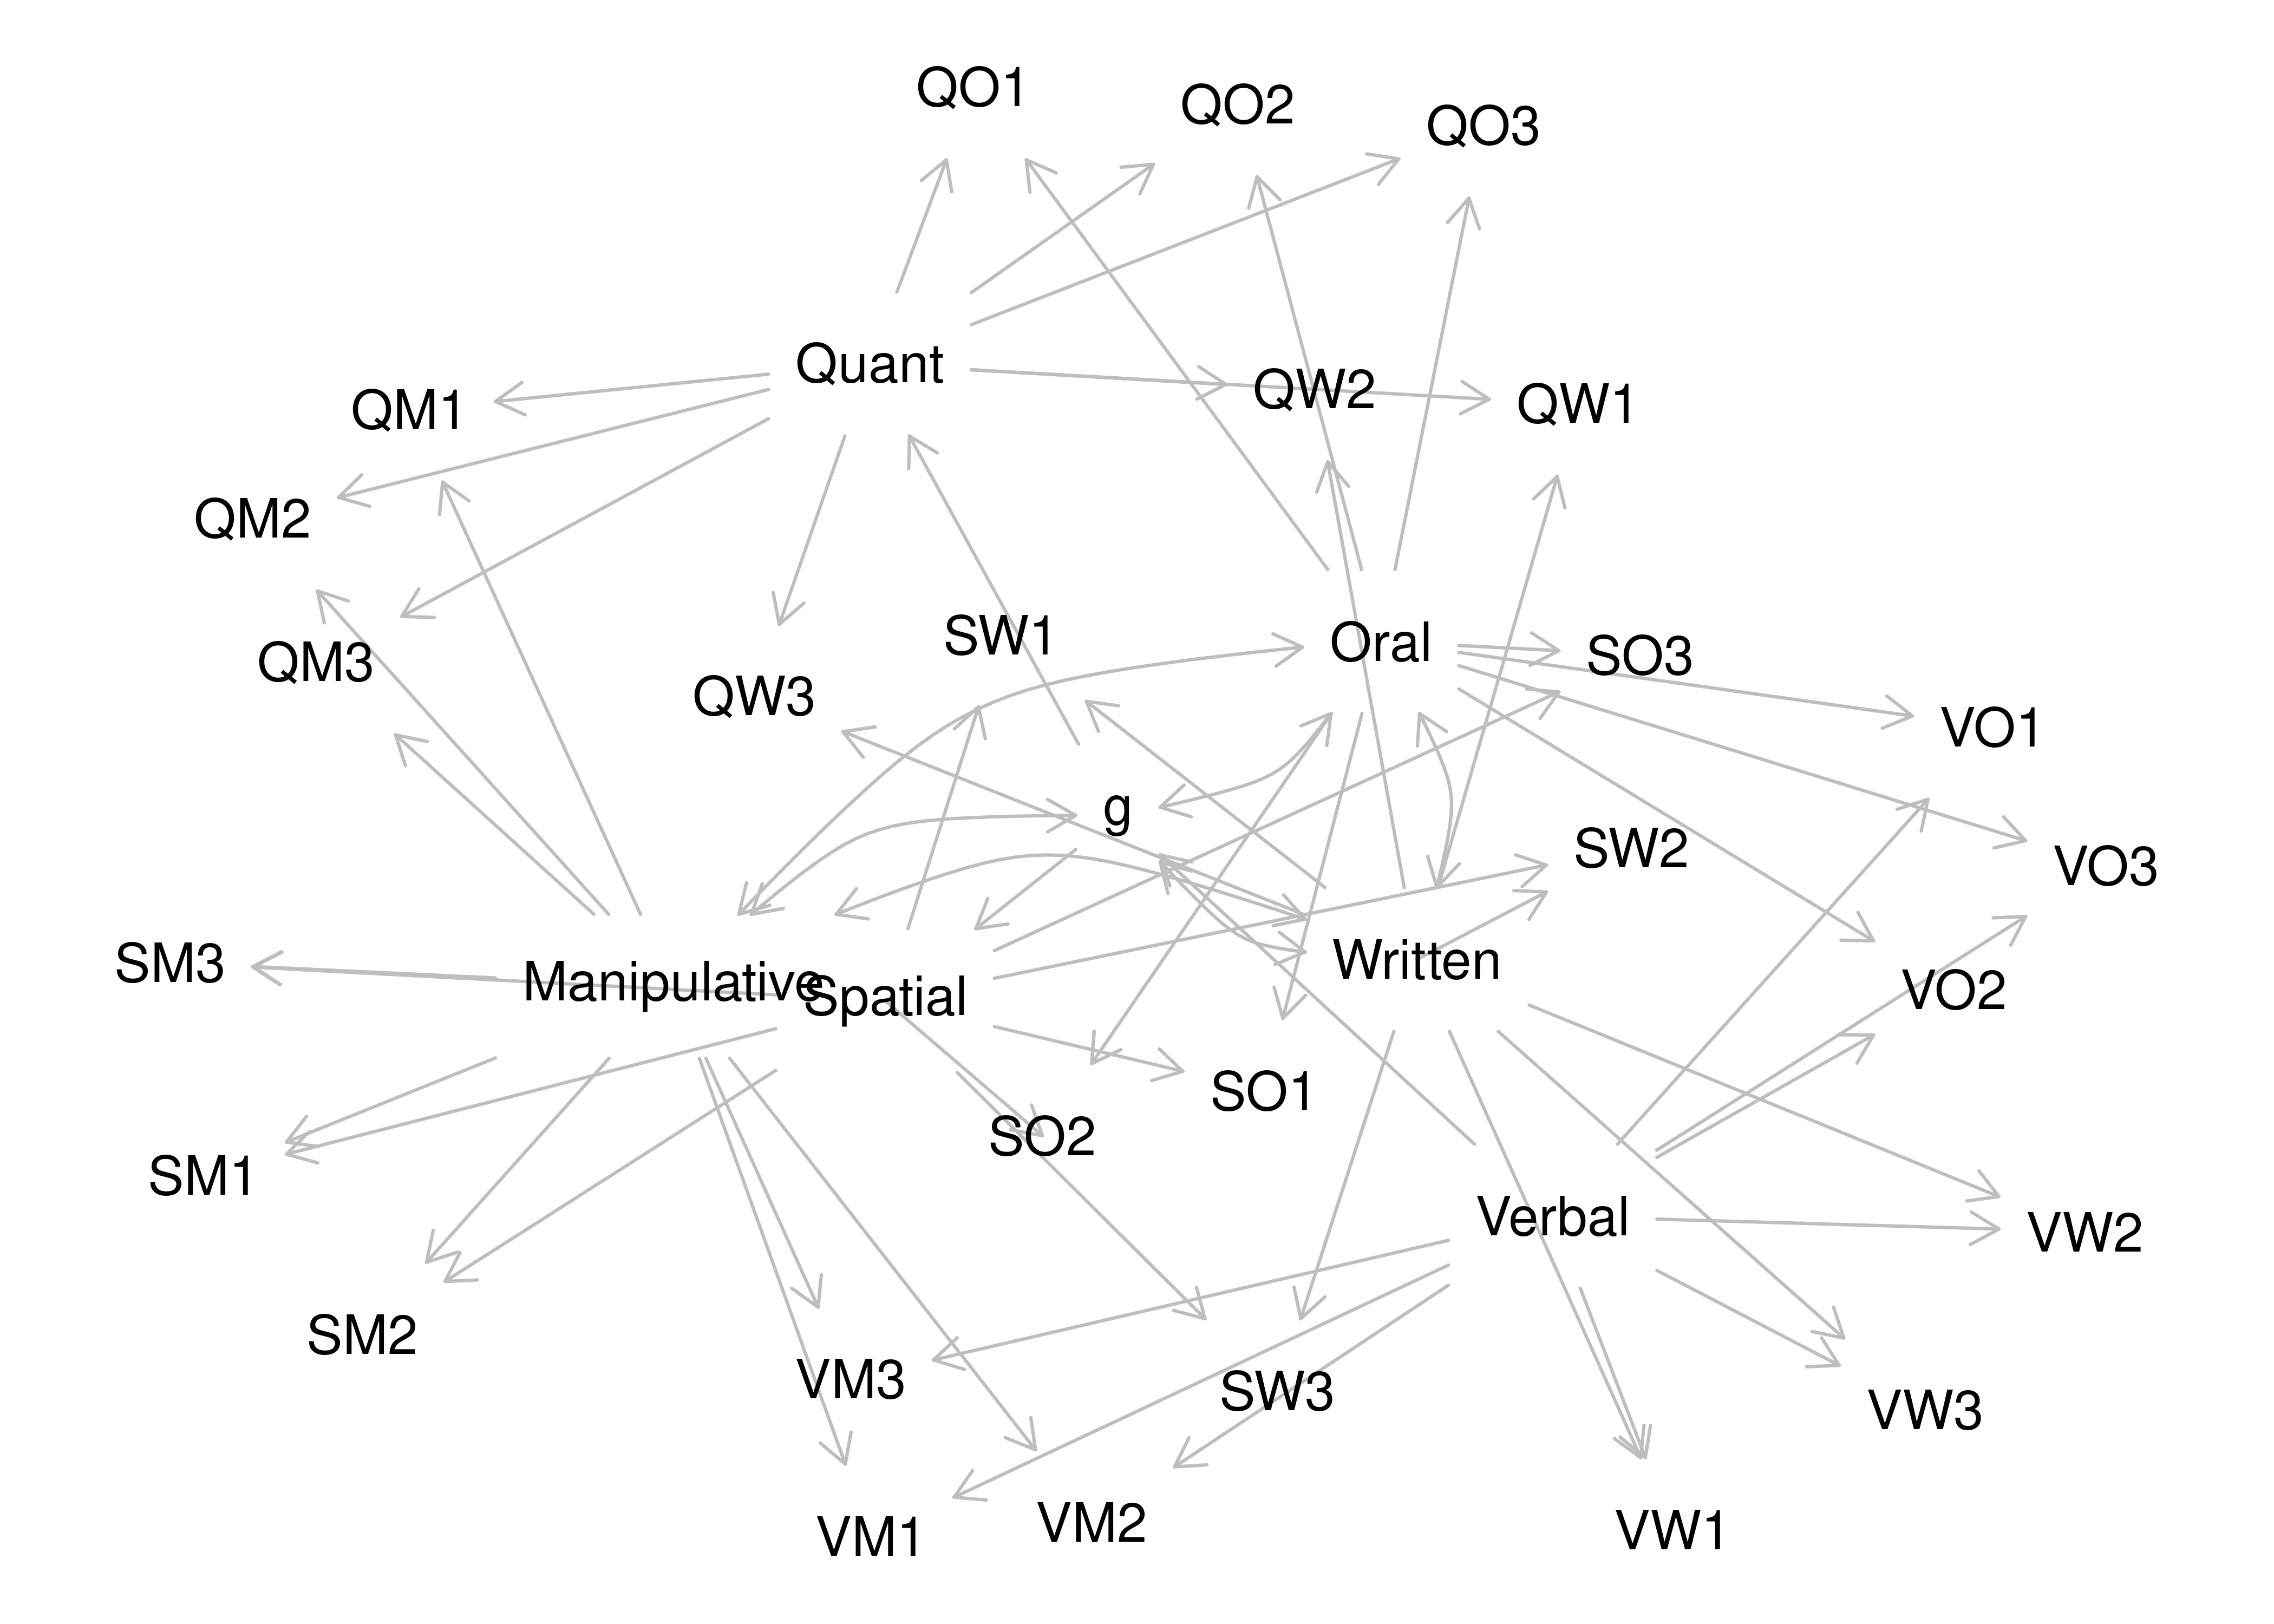 QO1
QO2
QO3
Quant
QM1
QW2
QW1
QM2
SW1
Oral
SO3
QM3
QW3
VO1
g
SW2
VO3
SM3
Manipulative
Spatial
Written
VO2
SO1
SO2
SM1
Verbal
VW2
SM2
VM3
SW3
VW3
VM1
VM2
VW1